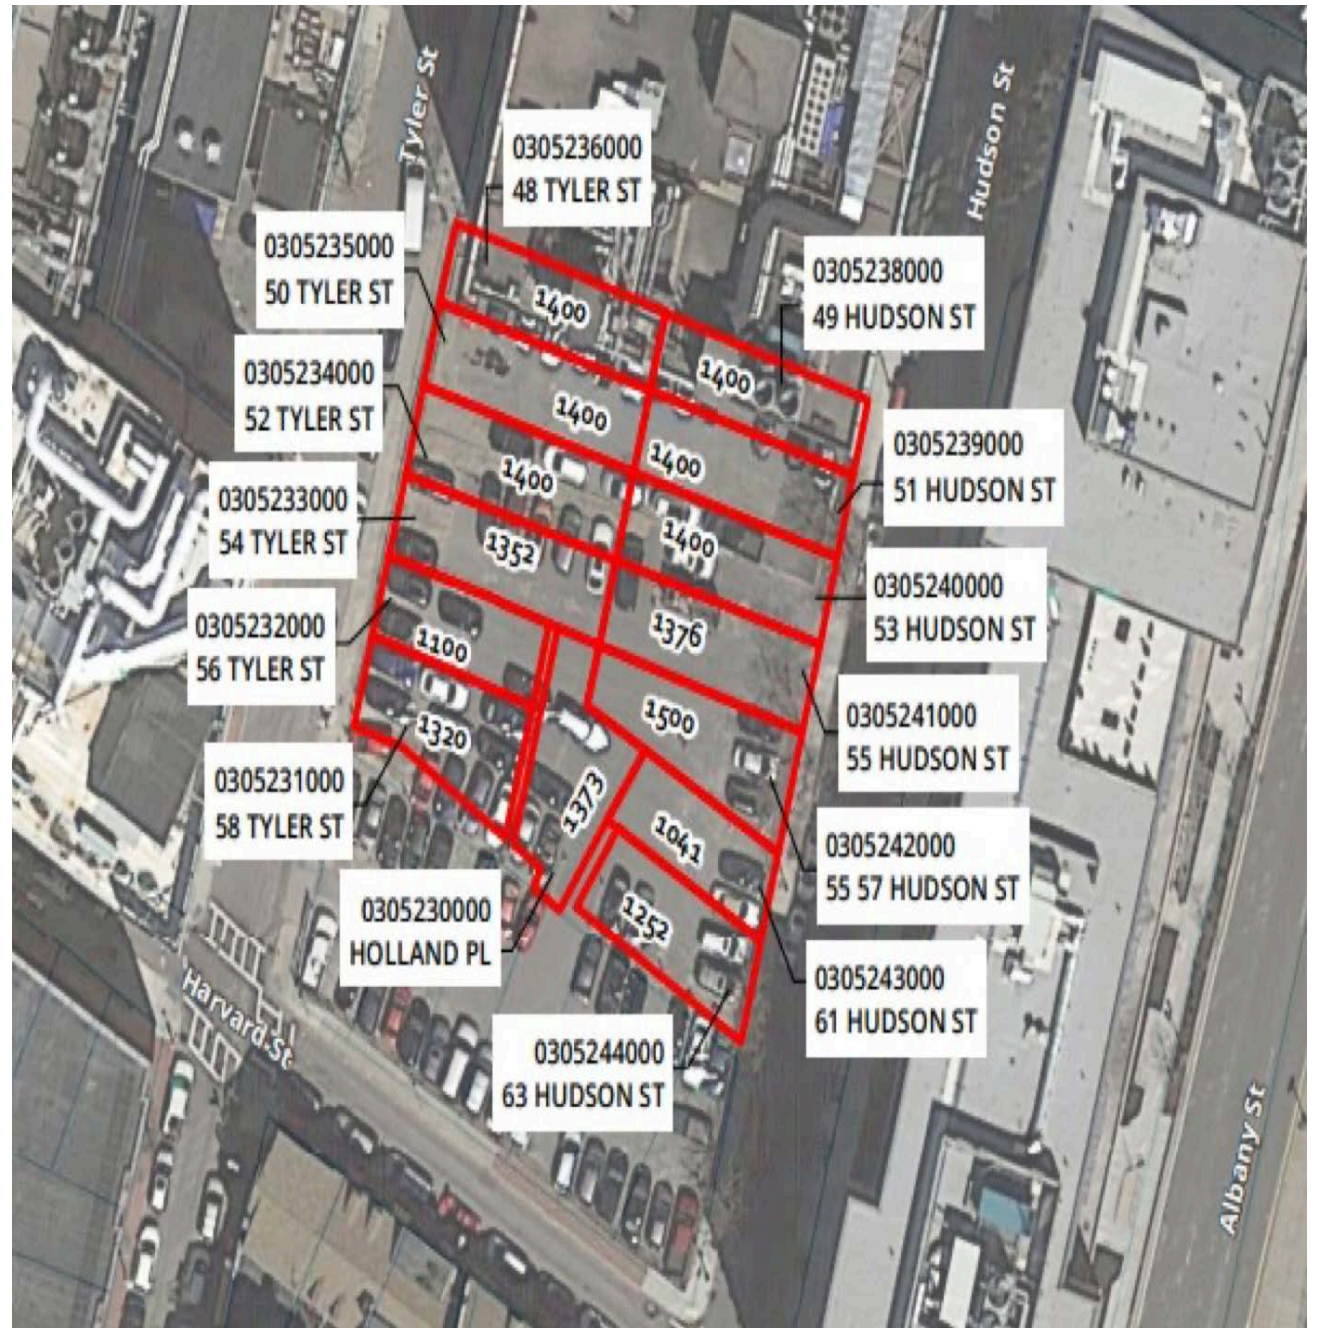 Tyler St
Hudson St
0305236000
48 TYLER ST
0305235000
50 TYLER ST
0305238000
49 HUDSON ST
1400
1400
0305234000
52 TYLER ST
1400
1400
0305239000
51 HUDSON ST
0305233000
54 TYLER ST
1400
1400
1352
0305240000
53 HUDSON ST
0305232000
56 TYLER ST
1100
1376
0305241000
55 HUDSON ST
1320
1500
0305231000
58 TYLER ST
1373
1041
0305242000
55 57 HUDSON ST
0305230000
HOLLAND PL
1252
0305243000
61 HUDSON ST
Harvard St
0305244000
63 HUDSON ST
Albany St